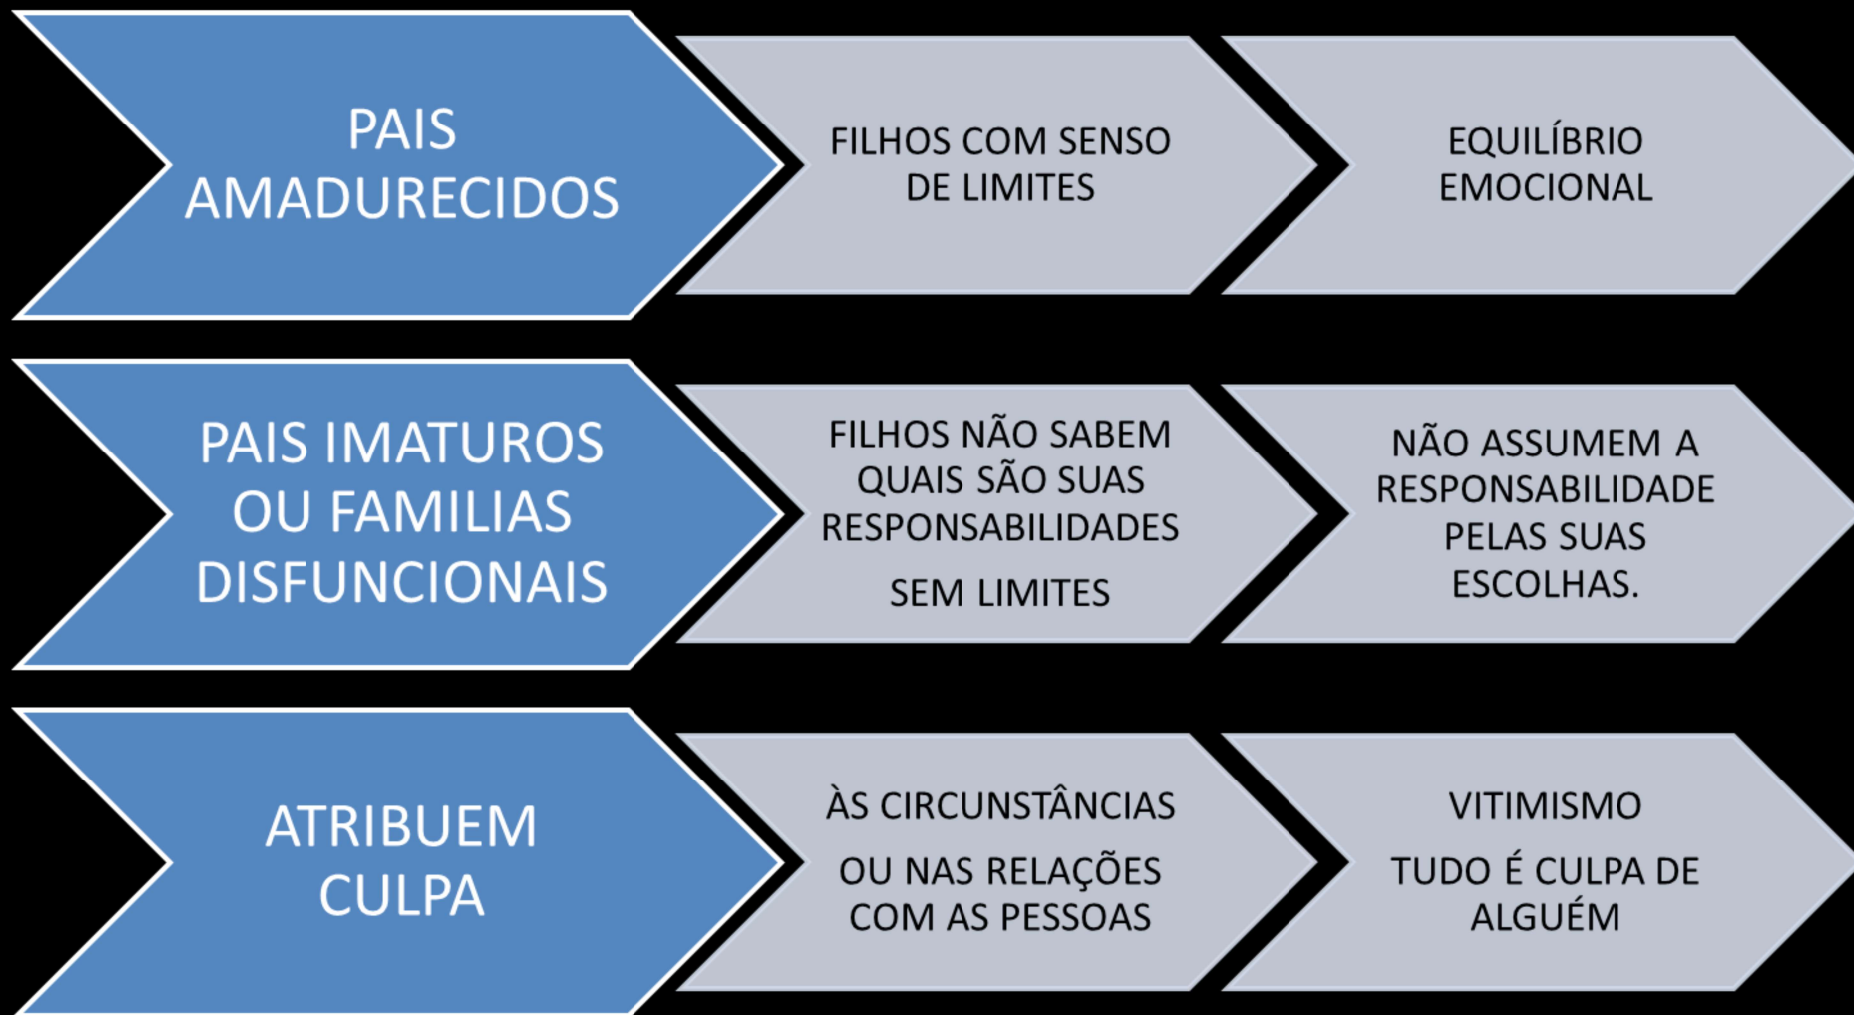 PAIS
AMADURECIDOS
FILHOS COM SENSO
DE LIMITES
EQUILÍBRIO
EMOCIONAL
PAIS IMATUROS
OU FAMILIAS
DISFUNCIONAIS
FILHOS NÃO SABEM
QUAIS SÃO SUAS
RESPONSABILIDADES
SEM LIMITES
NÃO ASSUMEM A
RESPONSABILIDADE
PELAS SUAS
ESCOLHAS.
ATRIBUEM
CULPA
ÀS CIRCUNSTÂNCIAS
OU NAS RELAÇÕES
COM AS PESSOAS
VITIMISMO
TUDO É CULPA DE
ALGUÉM